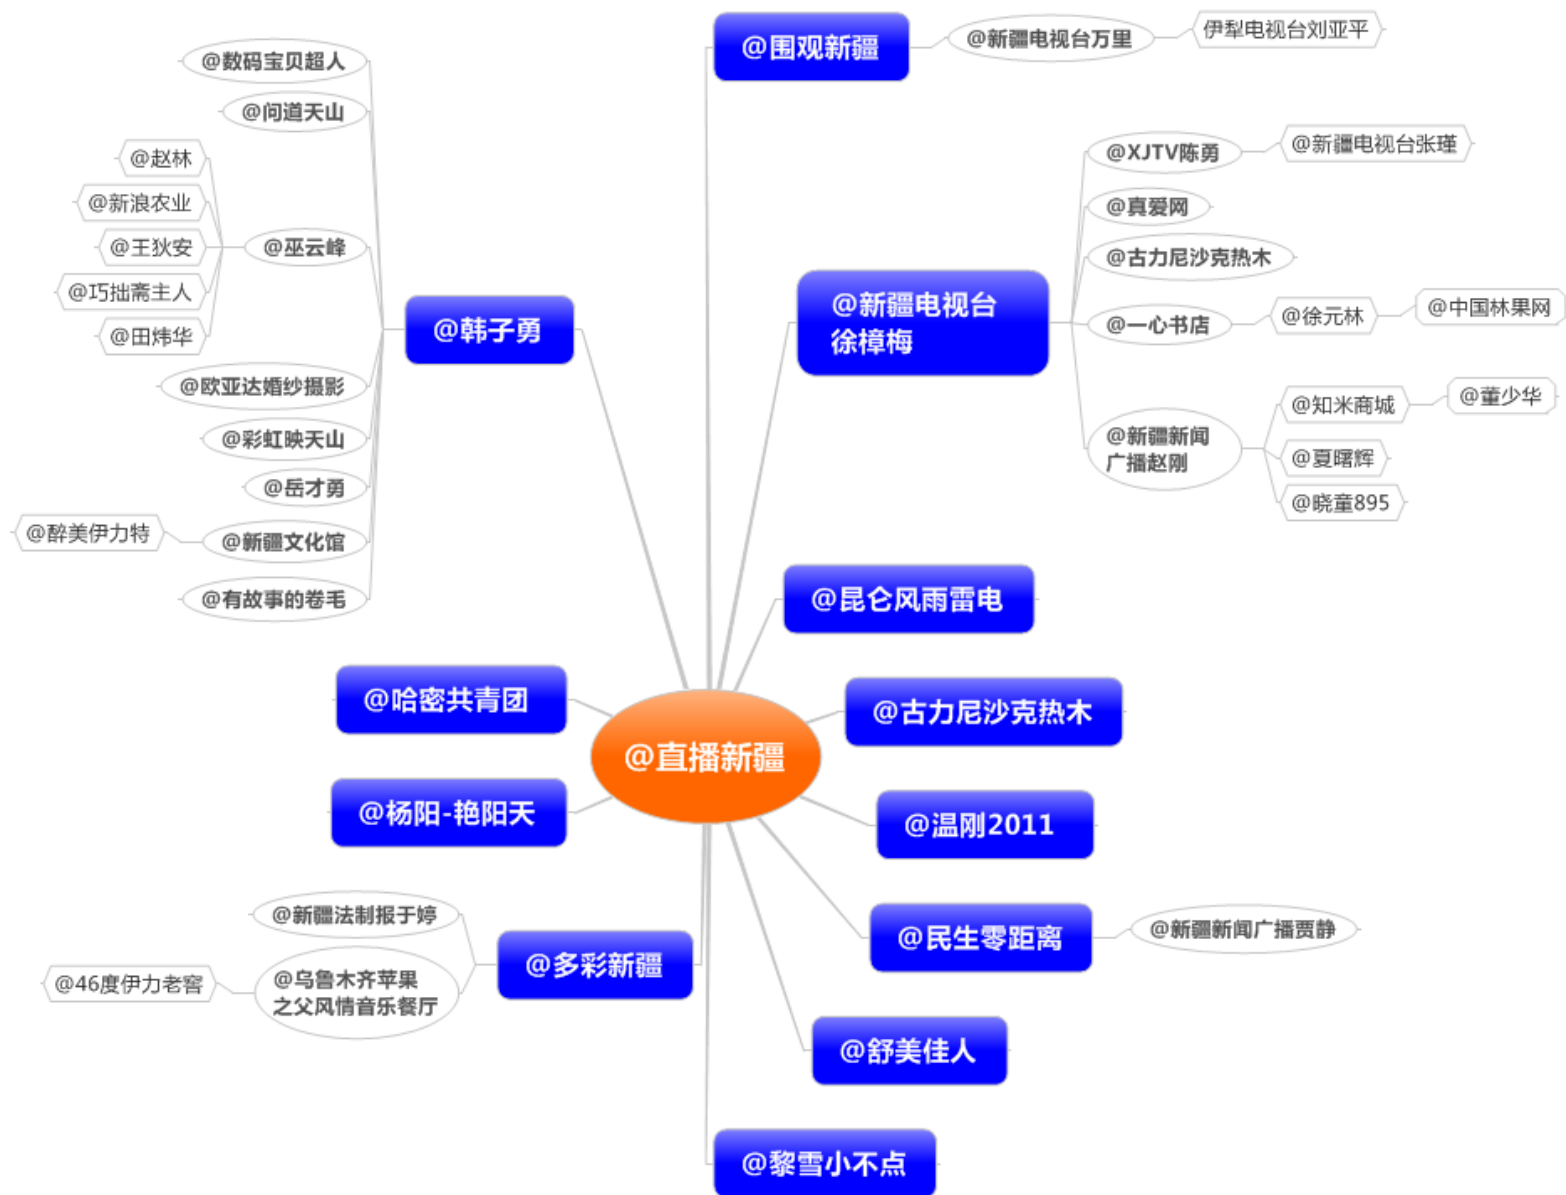 @围观新疆
@新疆电视台万里
伊犁电视台刘亚平
@新疆电视台
徐樟梅
@XJTV陈勇
@新疆电视台张瑾
@真爱网
@古力尼沙克热木
@一心书店
@徐元林
@中国林果网
@新疆新闻
广播赵刚
@知米商城
@董少华
@夏曙辉
@晓童895
@昆仑风雨雷电
@古力尼沙克热木
@温刚2011
@民生零距离
@新疆新闻广播贾静
@舒美佳人
@黎雪小不点
@直播新疆
@韩子勇
@数码宝贝超人
@问道天山
@巫云峰
@赵林
@新浪农业
@王狄安
@巧拙斋主人
@田炜华
@欧亚达婚纱摄影
@彩虹映天山
@岳才勇
@新疆文化馆
@醉美伊力特
@有故事的卷毛
@哈密共青团
@杨阳-艳阳天
@多彩新疆
@新疆法制报于婷
@乌鲁木齐苹果
之父风情音乐餐厅
@46度伊力老窖